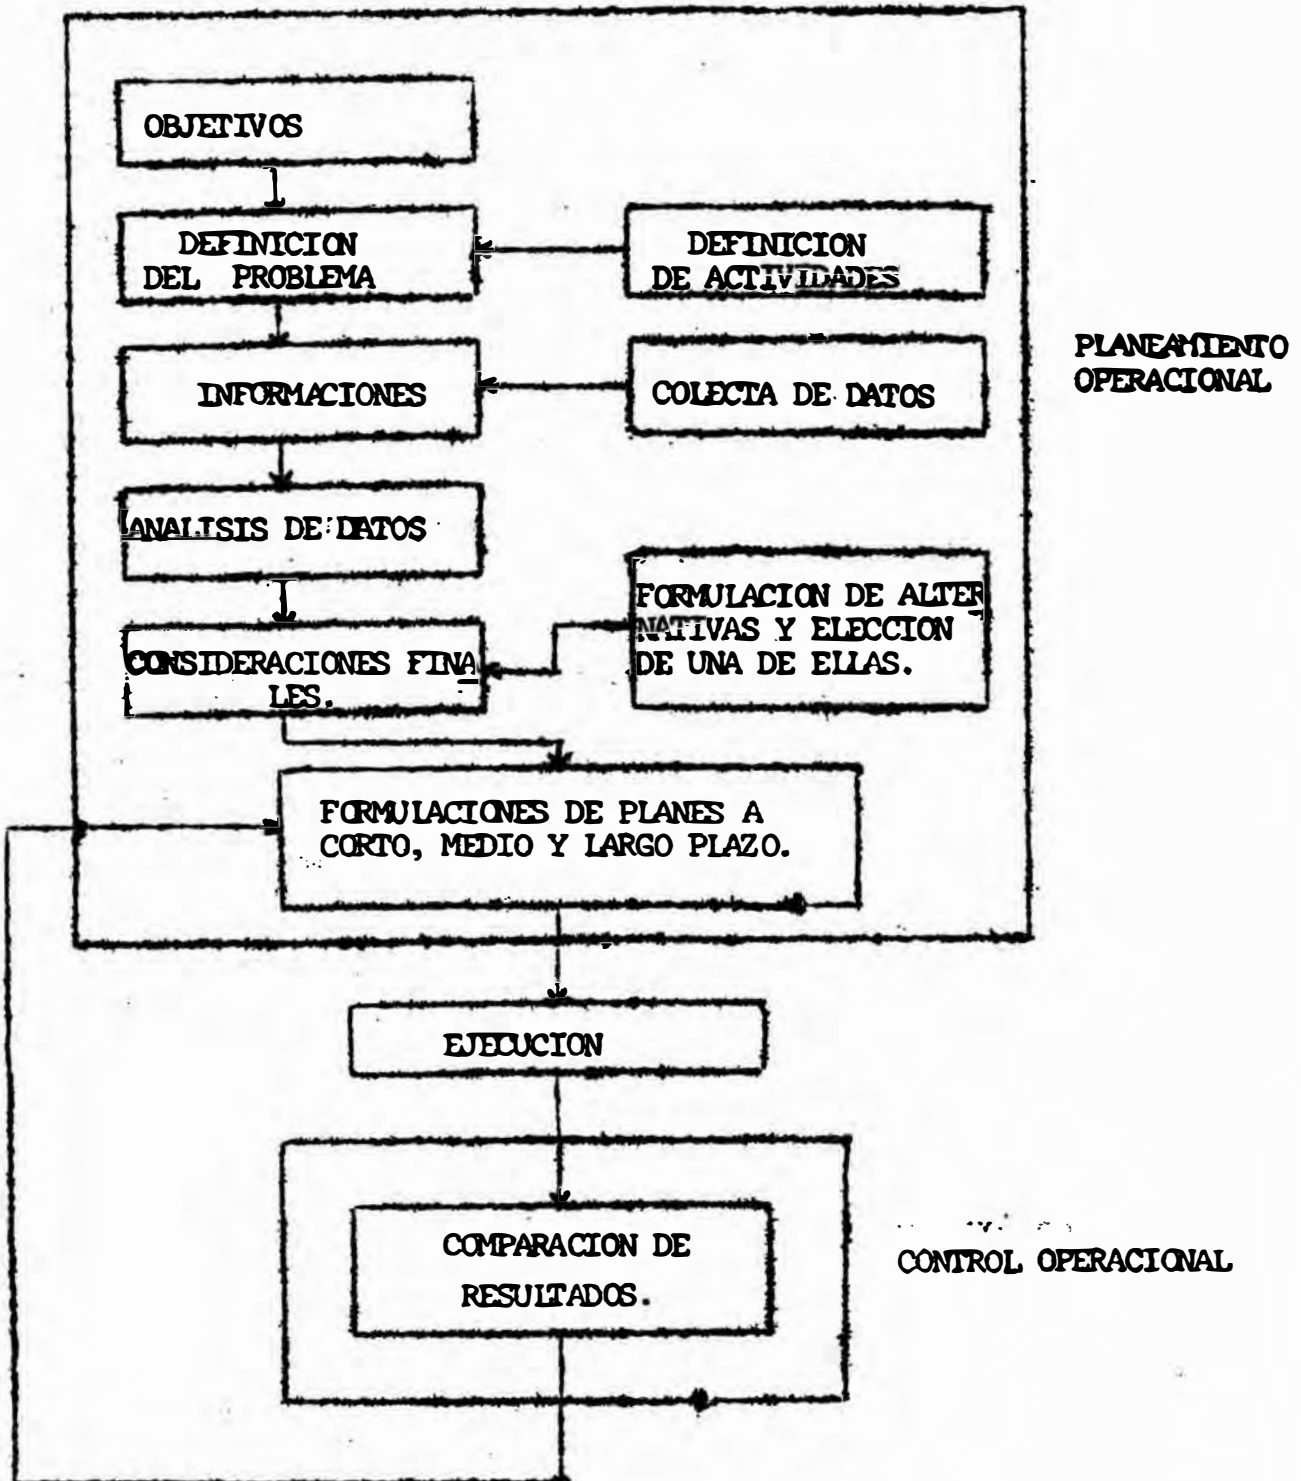 OBJETIVOS
DEFINICION
DEL PROBLEMA
DEFINICION
DE ACTIVIDADES
PLANEAMIENTO
OPERACIONAL
INFORMACIONES
COLECTA DE DATOS
ANALISIS DE DATOS
FORMULACION DE ALTER
NATIVAS Y ELECCION
DE UNA DE ELLAS.
CONSIDERACIONES FINA
LES.
FORMULACIONES DE PLANES A
CORTO, MEDIO Y LARGO PLAZO.
EJECUCION
COMPARACION DE
RESULTADOS.
CONTROL OPERACIONAL